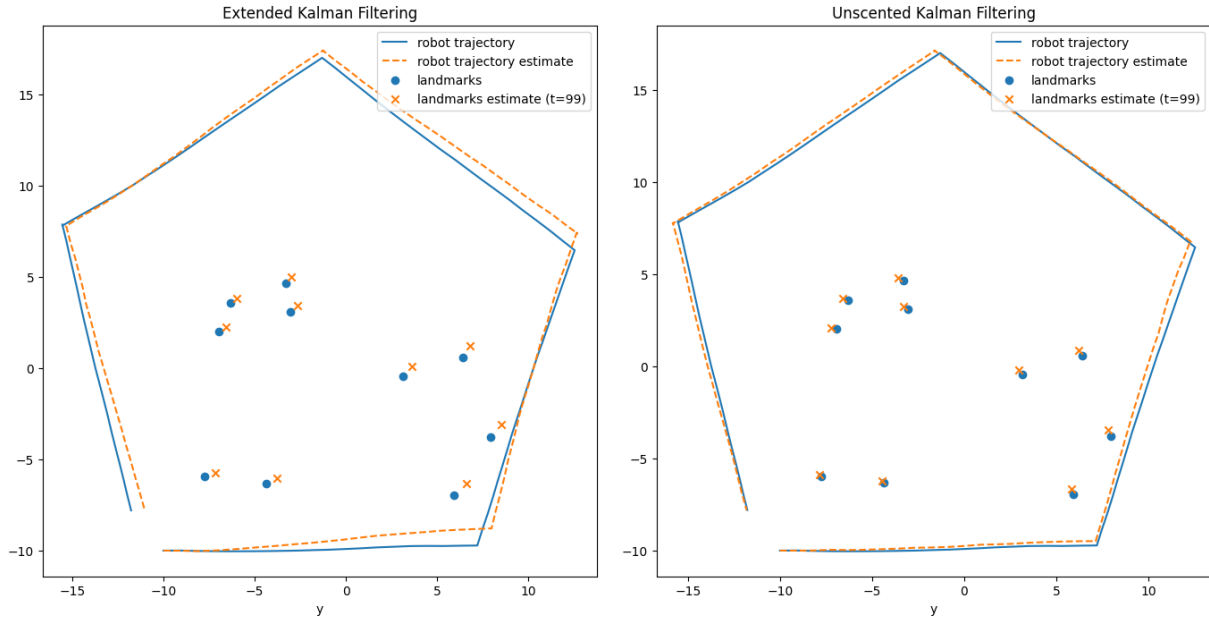 Extended Kalman Filtering
robot trajectory
robot trajectory estimate
landmarks
landmarks estimate (t=99)
15
10
5
0
−5
−10
−15
−10
−5
0
5
10
y
Unscented Kalman Filtering
robot trajectory
robot trajectory estimate
landmarks
landmarks estimate (t=99)
15
10
5
0
−5
−10
−15
−10
−5
0
5
10
y